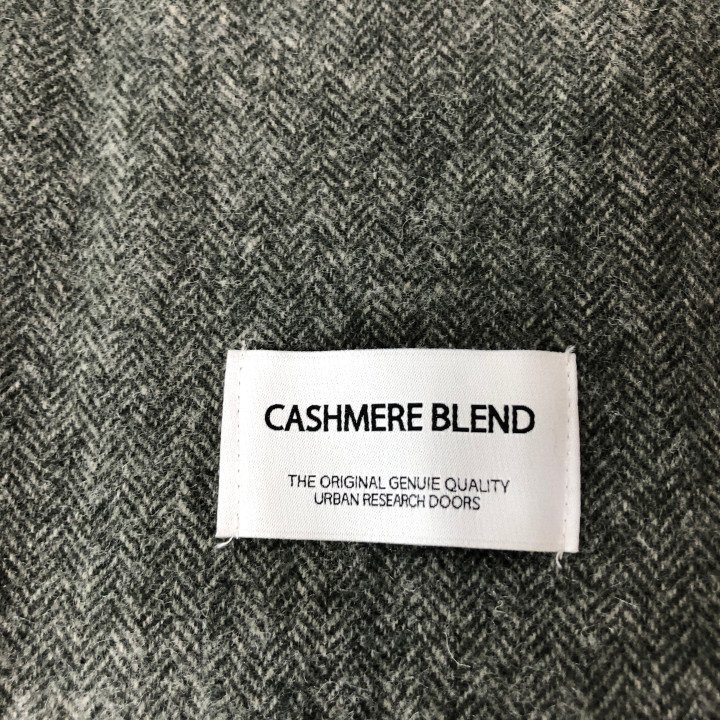 CASHMERE BLEND
THE ORIGINAL GENUIE QUALITY
URBAN RESEARCH DOORS